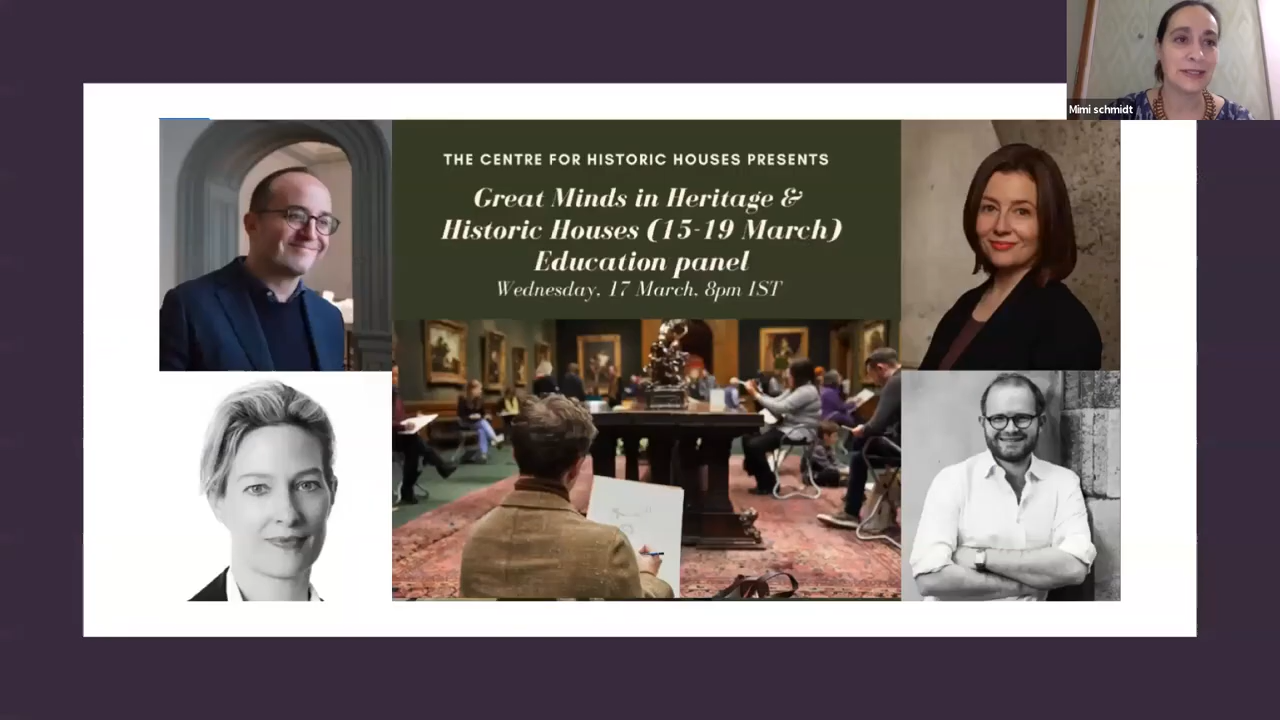 Mimi schmidt
THE CENTRE FOR HISTORIC HOUSES PRESENTS
Great Minds in Heritage &
Historic Houses (15-19 March)
Education panel
Wednesday, 17 March, 8pm IST